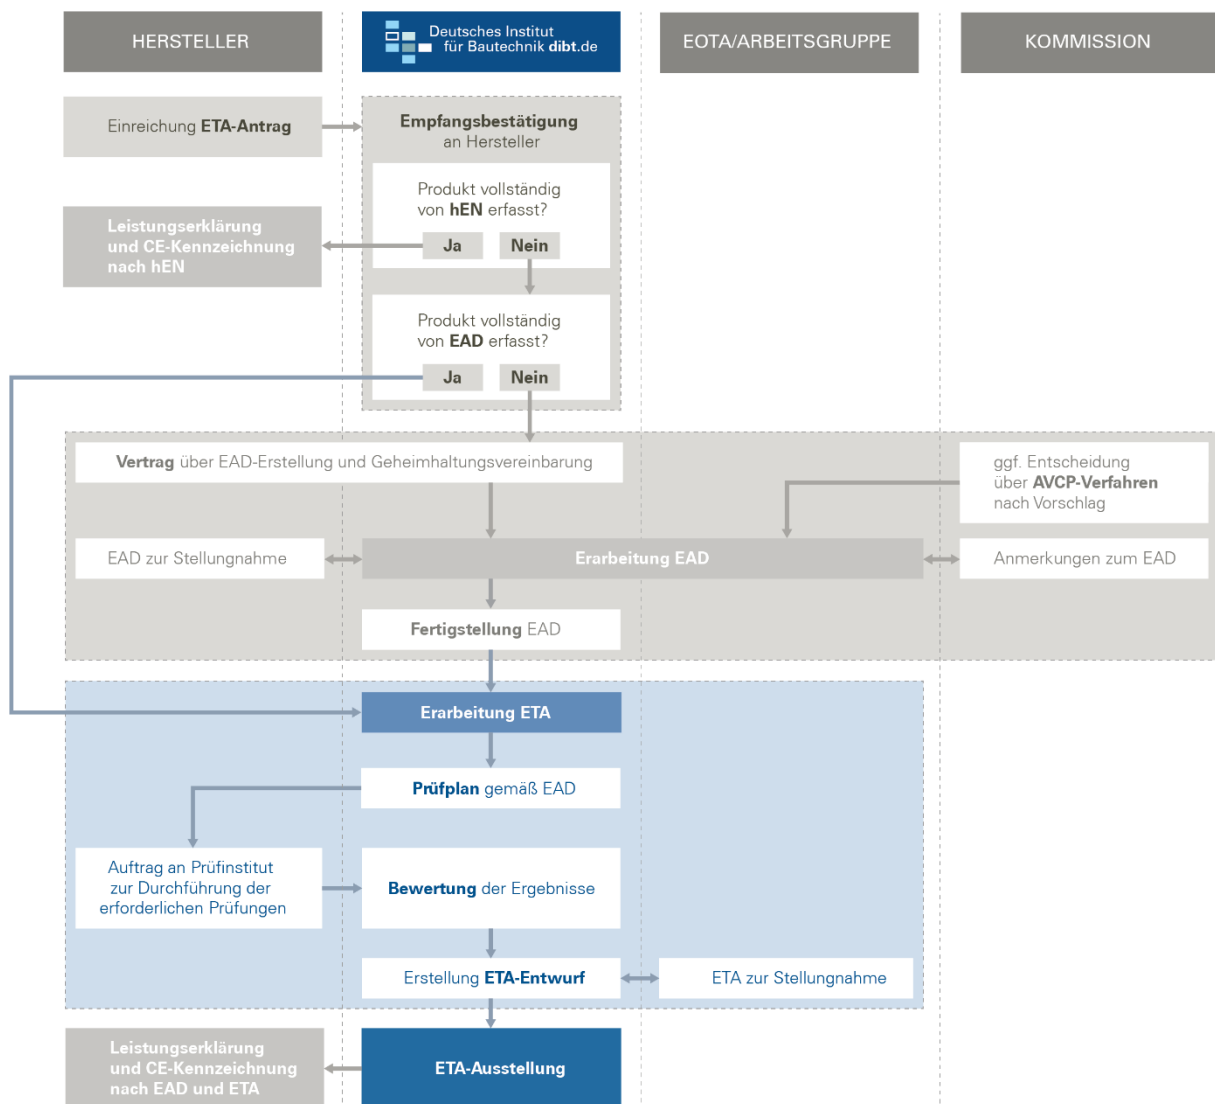 HERSTELLER
Deutsches Institut
für Bautechnik dibt.de
EOTA/ARBEITSGRUPPE
KOMMISSION
Einreichung ETA-Antrag
Empfangsbestätigung
an Hersteller
Produkt vollständig
von hEN erfasst?
Ja
Nein
Leistungserklärung
und CE-Kennzeichnung
nach hEN
Produkt vollständig
von EAD erfasst?
Ja
Nein
Vertrag über EAD-Erstellung und Geheimhaltungsvereinbarung
ggf. Entscheidung
über AVCP-Verfahren
nach Vorschlag
EAD zur Stellungnahme
Erarbeitung EAD
Anmerkungen zum EAD
Fertigstellung EAD
Erarbeitung ETA
Prüfplan gemäß EAD
Auftrag an Prüfinstitut
zur Durchführung der
erforderlichen Prüfungen
Bewertung der Ergebnisse
Erstellung ETA-Entwurf
ETA zur Stellungnahme
Leistungserklärung
und CE-Kennzeichnung
nach EAD und ETA
ETA-Ausstellung